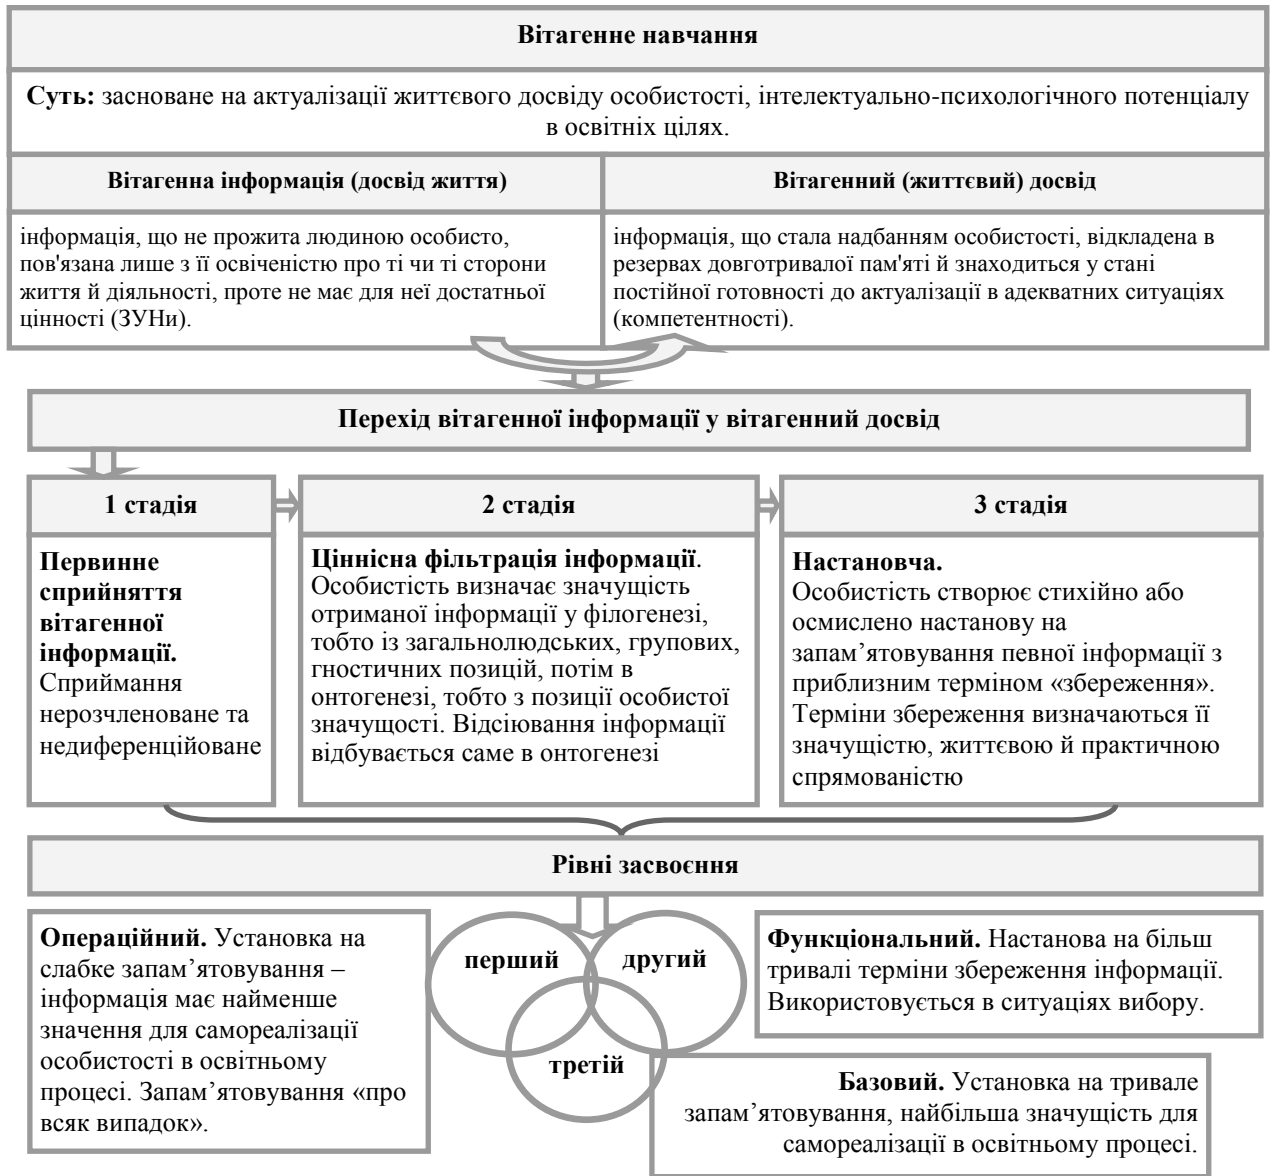 Вітагенне навчання
Суть: засноване на актуалізації життєвого досвіду особистості, інтелектуально-психологічного потенціалу
в освітніх цілях.
Вітагенна інформація (досвід життя)
Вітагенний (життєвий) досвід
інформація, що не прожита людиною особисто,
пов'язана лише з її освіченістю про ті чи ті сторони
життя й діяльності, проте не має для неї достатньої
цінності (ЗУНи).
інформація, що стала надбанням особистості, відкладена в
резервах довготривалої пам'яті й знаходиться у стані
постійної готовності до актуалізації в адекватних ситуаціях
(компетентності).
Перехід вітагенної інформації у вітагенний досвід
1 стадія
2 стадія
3 стадія
Первинне
сприйняття
вітагенної
інформації.
Сприймання
нерозчленоване та
недиференційоване
Ціннісна фільтрація інформації.
Особистість визначає значущість
отриманої інформації у філогенезі,
тобто із загальнолюдських, групових,
гностичних позицій, потім в
онтогенезі, тобто з позиції особистої
значущості. Відсіювання інформації
відбувається саме в онтогенезі
Настановча.
Особистість створює стихійно або
осмислено настанову на
запам’ятовування певної інформації з
приблизним терміном «збереження».
Терміни збереження визначаються її
значущістю, життєвою й практичною
спрямованістю
Рівні засвоєння
Операційний. Установка на
слабке запам’ятовування –
інформація має найменше
значення для самореалізації
особистості в освітньому
процесі. Запам’ятовування «про
всяк випадок».
перший
другий
третій
Функціональний. Настанова на більш
тривалі терміни збереження інформації.
Використовується в ситуаціях вибору.
Базовий. Установка на тривале
запам’ятовування, найбільша значущість для
самореалізації в освітньому процесі.